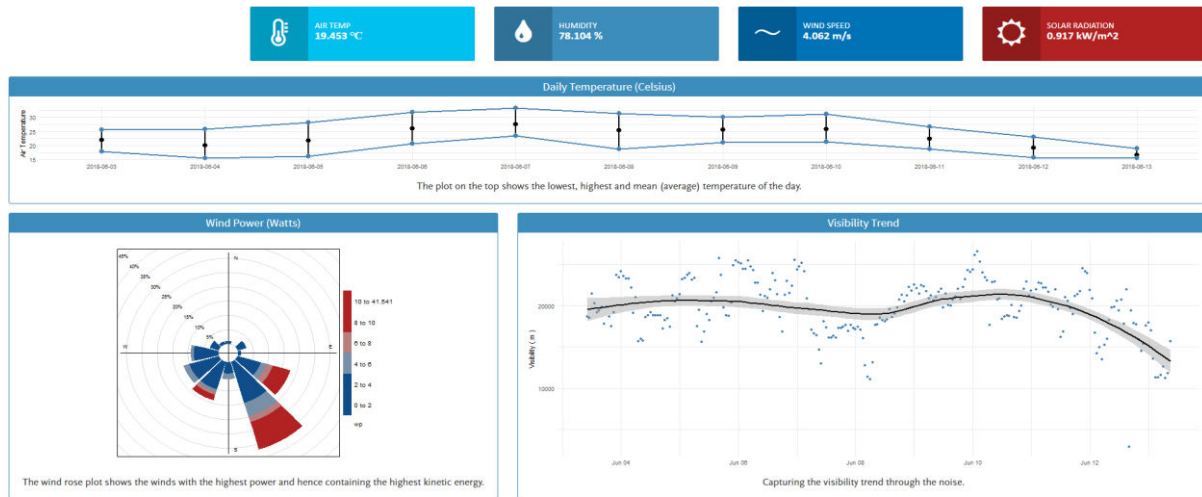 AIR TEMP
19.453 °C
HUMIDITY
78.104 %
WIND SPEED
4.062 m/s
SOLAR RADIATION
0.917 kW/m^2
Daily Temperature (Celsius)
Air Temperature
30
25
20
15
2018-06-03 2018-06-04 2018-06-05 2018-06-06 2018-06-07 2018-06-08 2018-06-09 2018-06-10 2018-06-11 2018-06-12 2018-06-13
The plot on the top shows the lowest, highest and mean (average) temperature of the day.
Wind Power (Watts)
45%
40%
35%
30%
25%
20%
15%
10%
5%
N
W
E
S
10 to 41.541
8 to 10
6 to 8
4 to 6
2 to 4
0 to 2
wp
The wind rose plot shows the winds with the highest power and hence containing the highest kinetic energy.
Visibility Trend
Visibility ( m )
20000
10000
Jun 04 Jun 06 Jun 08 Jun 10 Jun 12
Capturing the visibility trend through the noise.